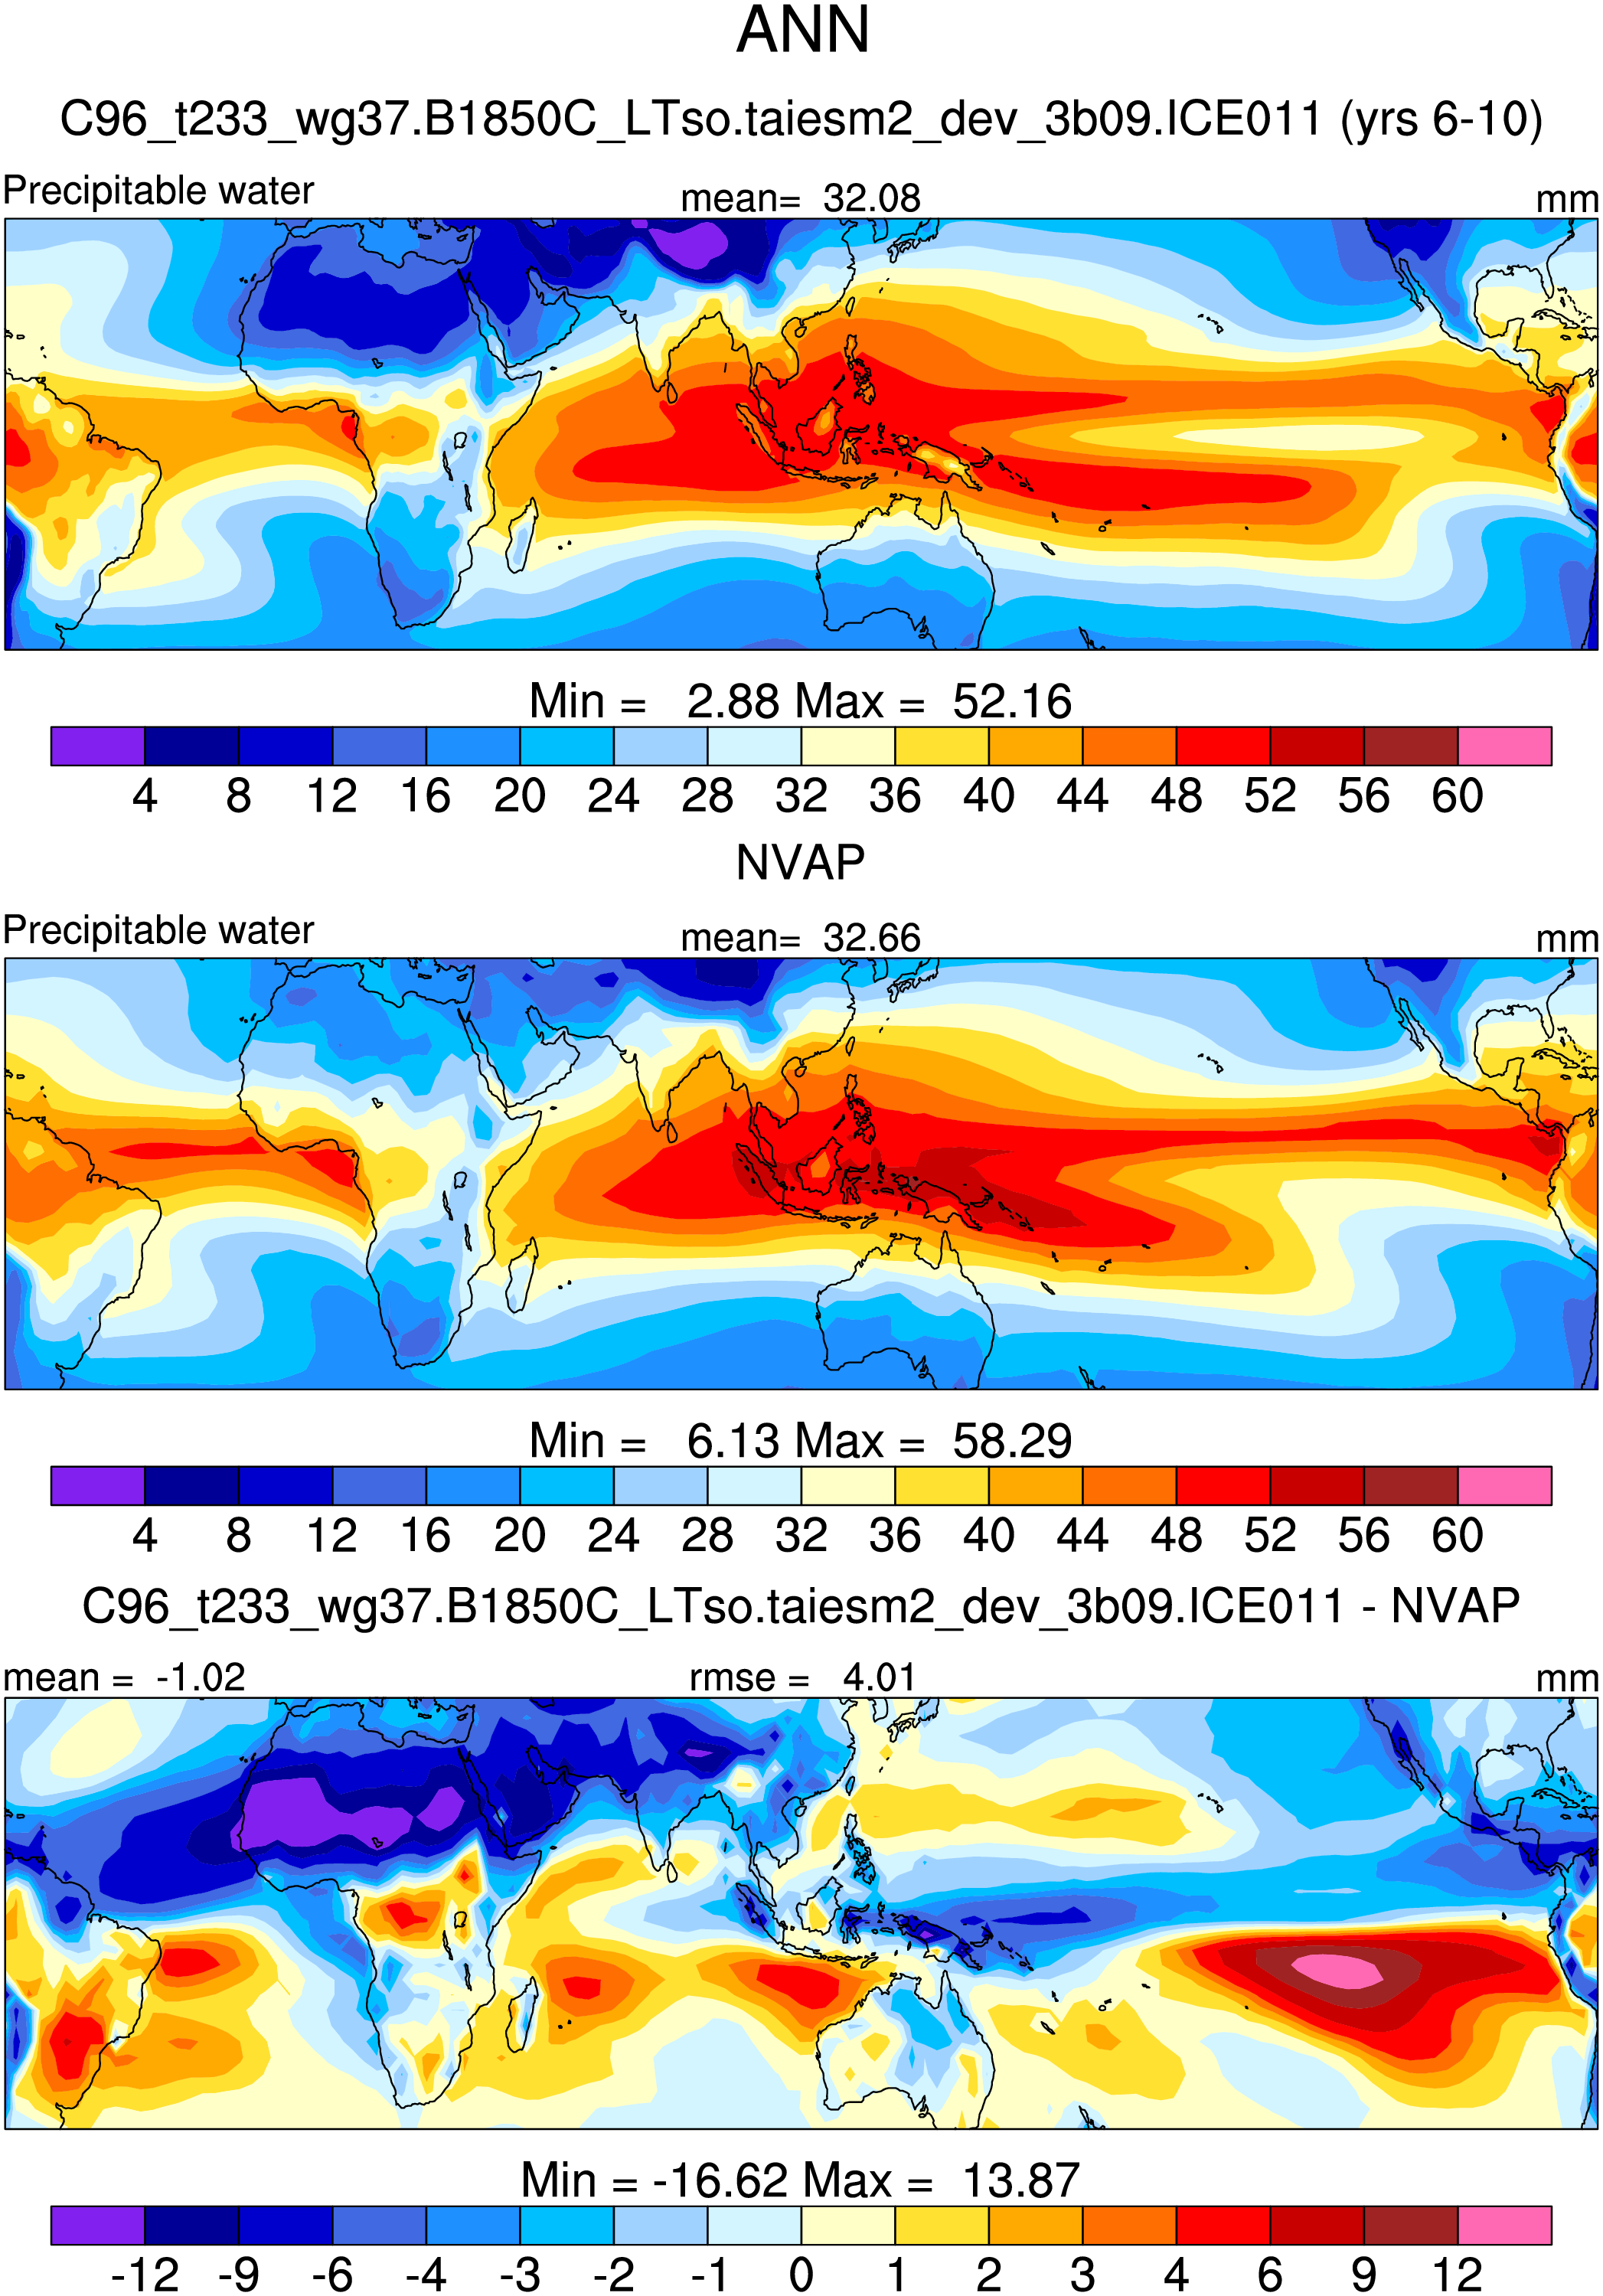 ANN
C96_t233_wg37.B1850C_LTso.taiesm2_dev_3b09.ICE011 (yrs 6-10)
Precipitable water mean= 32.08 mm
Min = 2.88 Max = 52.16
4 8 12 16 20 24 28 32 36 40 44 48 52 56 60
NVAP
Precipitable water mean= 32.66 mm
Min = 6.13 Max = 58.29
4 8 12 16 20 24 28 32 36 40 44 48 52 56 60
C96_t233_wg37.B1850C_LTso.taiesm2_dev_3b09.ICE011 - NVAP
mean = -1.02 rmse = 4.01 mm
Min = -16.62 Max = 13.87
-12 -9 -6 -4 -3 -2 -1 0 1 2 3 4 6 9 12